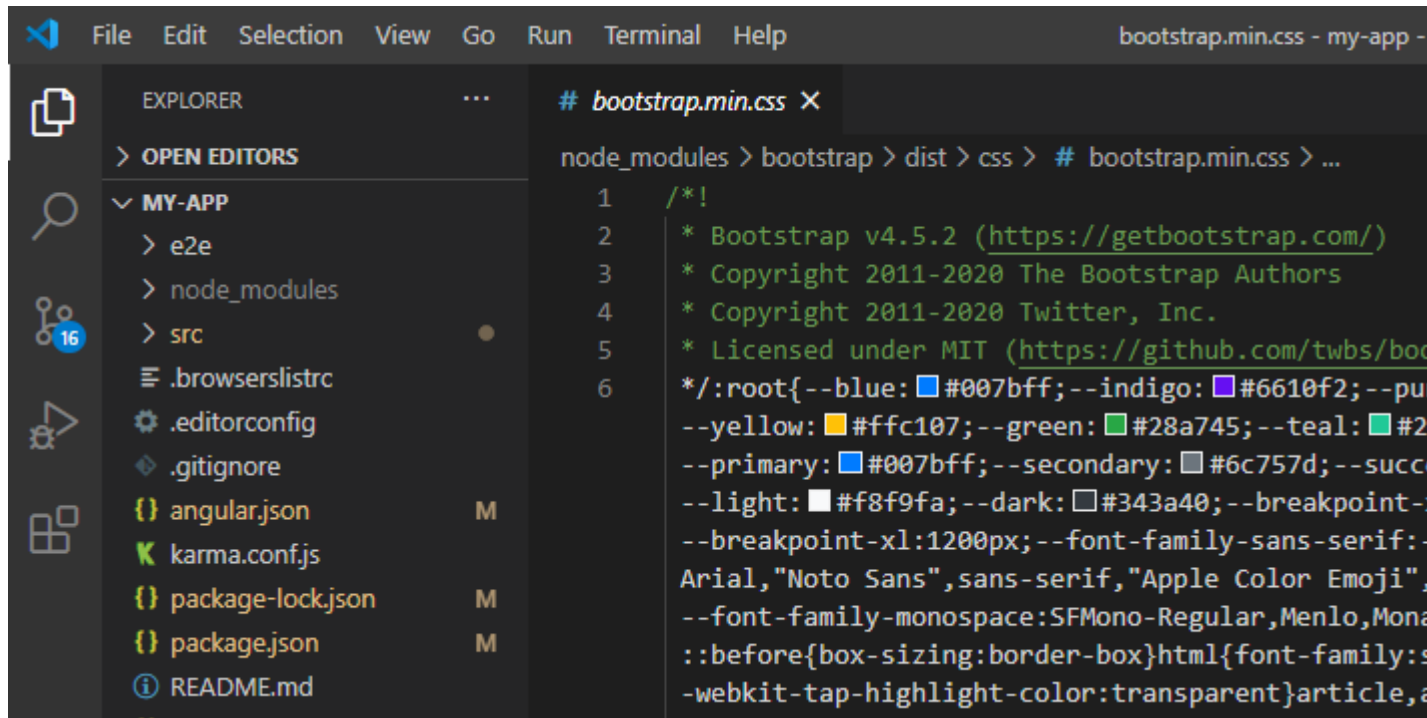 File Edit Selection View Go Run Terminal Help bootstrap.min.css - my-app -
EXPLORER ...
> OPEN EDITORS
MY-APP
> e2e
> node_modules
> src
.browserslistrc
.editorconfig
.gitignore
{} angular.json M
K karma.conf.js
{} package-lock.json M
{} package.json M
README.md
16
# bootstrap.min.css ×
node_modules > bootstrap > dist > css > # bootstrap.min.css > ...
1 /*!
2 * Bootstrap v4.5.2 (https://getbootstrap.com/)
3 * Copyright 2011-2020 The Bootstrap Authors
4 * Copyright 2011-2020 Twitter, Inc.
5 * Licensed under MIT (https://github.com/twbs/boo
6 */:root{--blue:#007bff;--indigo:#6610f2;--pu
--yellow:#ffc107;--green:#28a745;--teal:#2
--primary:#007bff;--secondary:#6c757d;--succ
--light:#f8f9fa;--dark:#343a40;--breakpoint-
--breakpoint-xl:1200px;--font-family-sans-serif:-
Arial,"Noto Sans",sans-serif,"Apple Color Emoji",
--font-family-monospace:SFMono-Regular,Menlo,Mona
::before{box-sizing:border-box}html{font-family:s
-webkit-tap-highlight-color:transparent}article,a